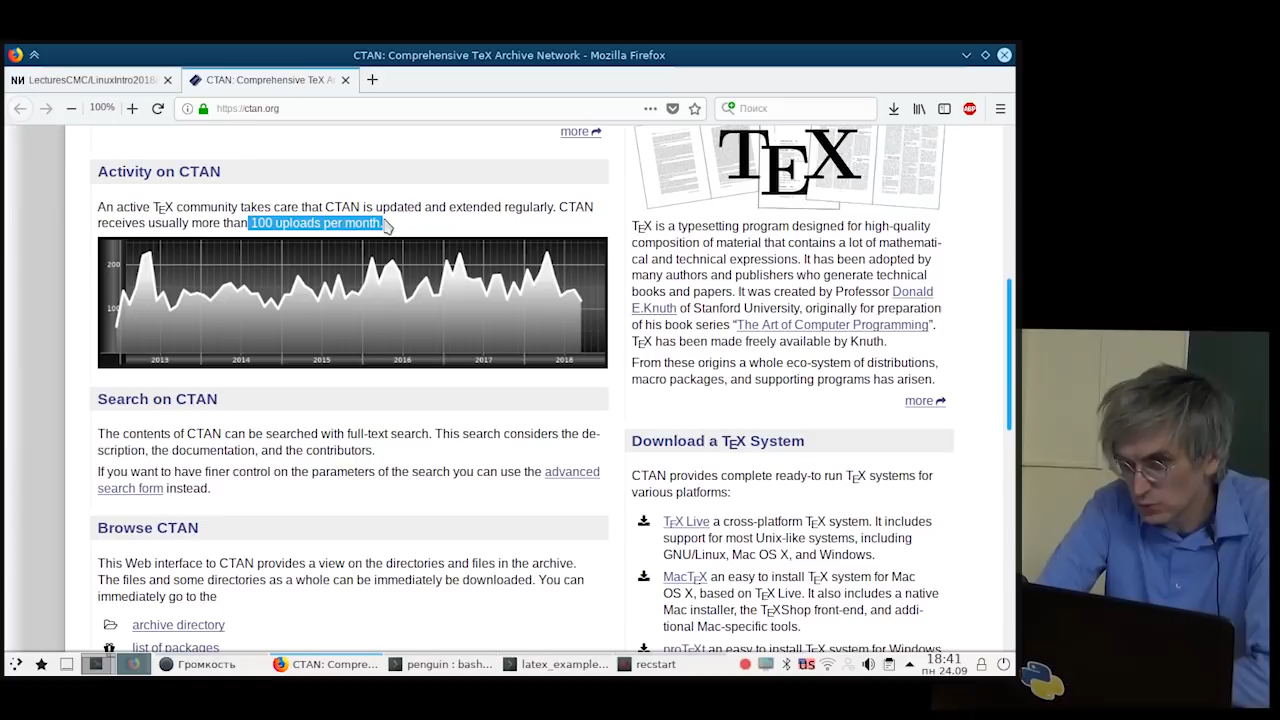 CTAN: Comprehensive TeX Archive Network - Mozilla Firefox
LecturesCMC/LinuxIntro2018
CTAN: Comprehensive TeX A
100%
https://ctan.org
Поиск
more
Activity on CTAN
An active TEX community takes care that CTAN is updated and extended regularly. CTAN
receives usually more than 100 uploads per month.
200
100
2013 2014 2015 2016 2017 2018
Search on CTAN
The contents of CTAN can be searched with full-text search. This search considers the de-
scription, the documentation, and the contributors.
If you want to have finer control on the parameters of the search you can use the advanced
search form instead.
Browse CTAN
This Web interface to CTAN provides a view on the directories and files in the archive.
The files and some directories as a whole can be immediately be downloaded. You can
immediately go to the
archive directory
list of packages
TEX
TEX is a typesetting program designed for high-quality
composition of material that contains a lot of mathemati-
cal and technical expressions. It has been adopted by
many authors and publishers who generate technical
books and papers. It was created by Professor Donald
E.Knuth of Stanford University, originally for preparation
of his book series “The Art of Computer Programming”.
TEX has been made freely available by Knuth.
From these origins a whole eco-system of distributions,
macro packages, and supporting programs has arisen.
more
Download a TEX System
CTAN provides complete ready-to run TEX systems for
various platforms:
TEX Live a cross-platform TEX system. It includes
support for most Unix-like systems, including
GNU/Linux, Mac OS X, and Windows.
MacTEX an easy to install TEX system for Mac
OS X, based on TEX Live. It also includes a native
Mac installer, the TEXShop front-end, and addi-
tional Mac-specific tools.
proTEXt an easy to install TEX system for Windows
Громкость
CTAN: Compre...
penguin : bash...
latex_example...
recstart
US
18:41
пн 24.09